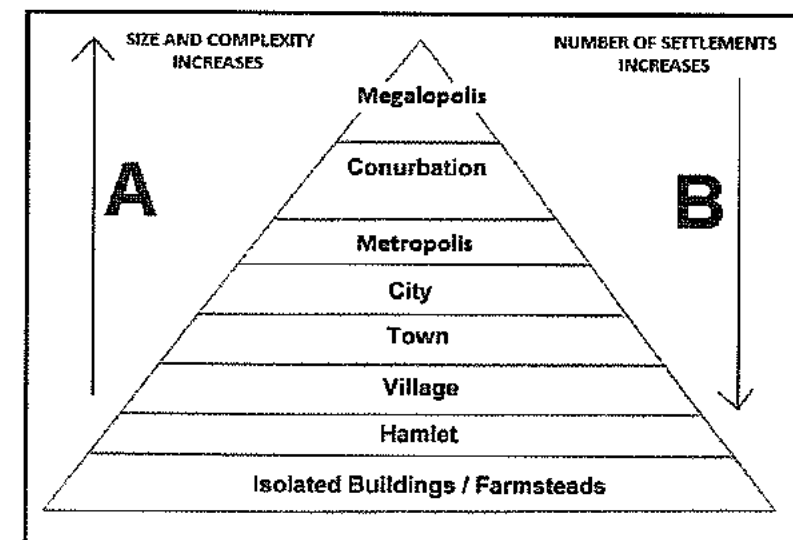 SIZE AND COMPLEXITY
INCREASES
NUMBER OF SETTLEMENTS
INCREASES
A
B
Megalopolis
Conurbation
Metropolis
City
Town
Village
Hamlet
Isolated Buildings / Farmsteads